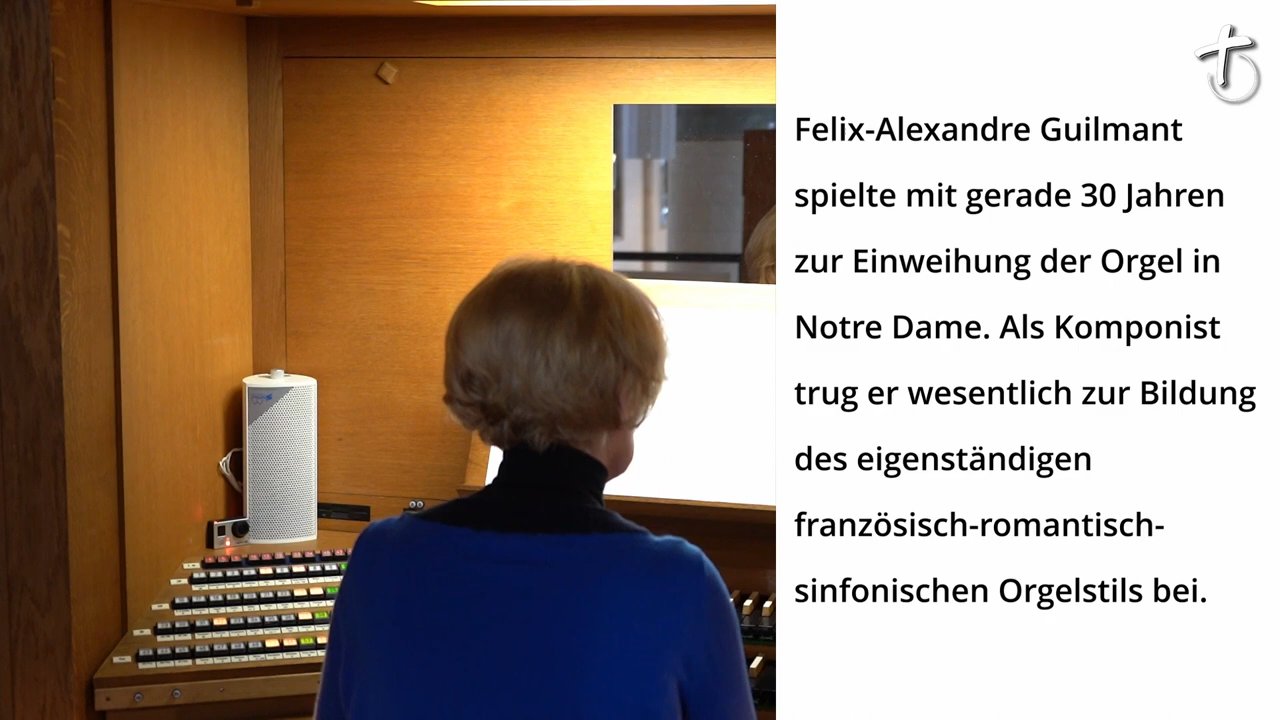 Felix-Alexandre Guilmant
spielte mit gerade 30 Jahren
zur Einweihung der Orgel in
Notre Dame. Als Komponist
trug er wesentlich zur Bildung
des eigenständigen
französisch-romantisch-
sinfonischen Orgelstils bei.